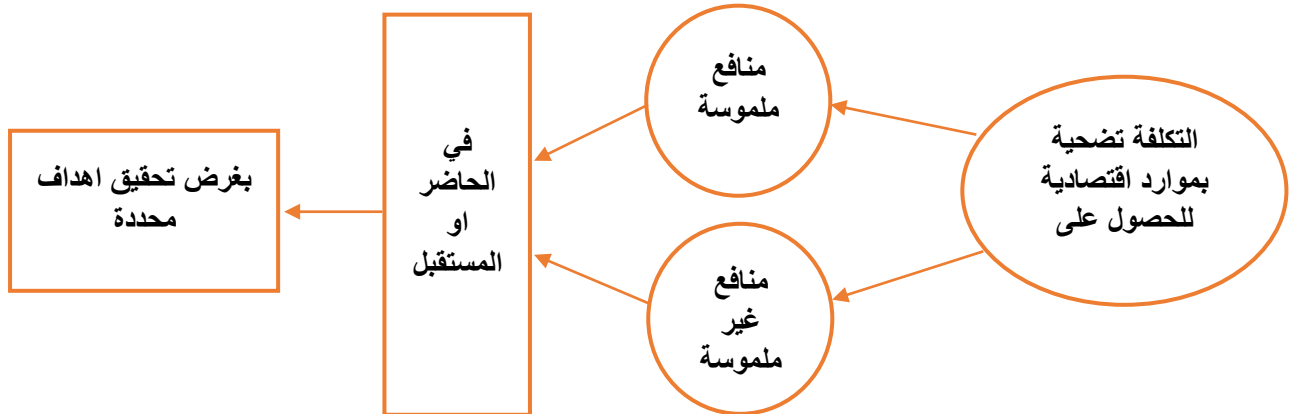 التكلفة تضحية
بموارد اقتصادية
للحصول على
منافع
ملموسة
منافع
غير
ملموسة
في
الحاضر
او
المستقبل
بغرض تحقيق اهداف
محددة